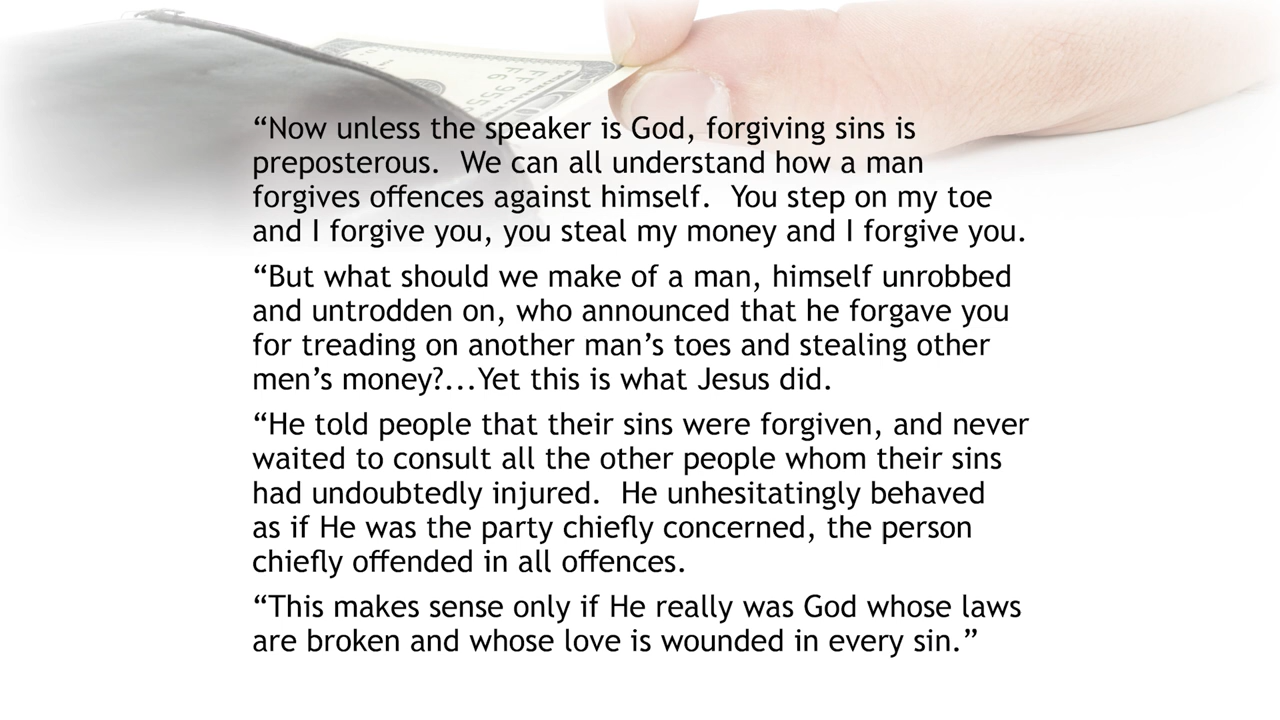 “Now unless the speaker is God, forgiving sins is
preposterous.  We can all understand how a man
forgives offences against himself.  You step on my toe
and I forgive you, you steal my money and I forgive you.
“But what should we make of a man, himself unrobbed
and untrodden on, who announced that he forgave you
for treading on another man’s toes and stealing other
men’s money?...Yet this is what Jesus did.
“He told people that their sins were forgiven, and never
waited to consult all the other people whom their sins
had undoubtedly injured.  He unhesitatingly behaved
as if He was the party chiefly concerned, the person
chiefly offended in all offences.
“This makes sense only if He really was God whose laws
are broken and whose love is wounded in every sin.”